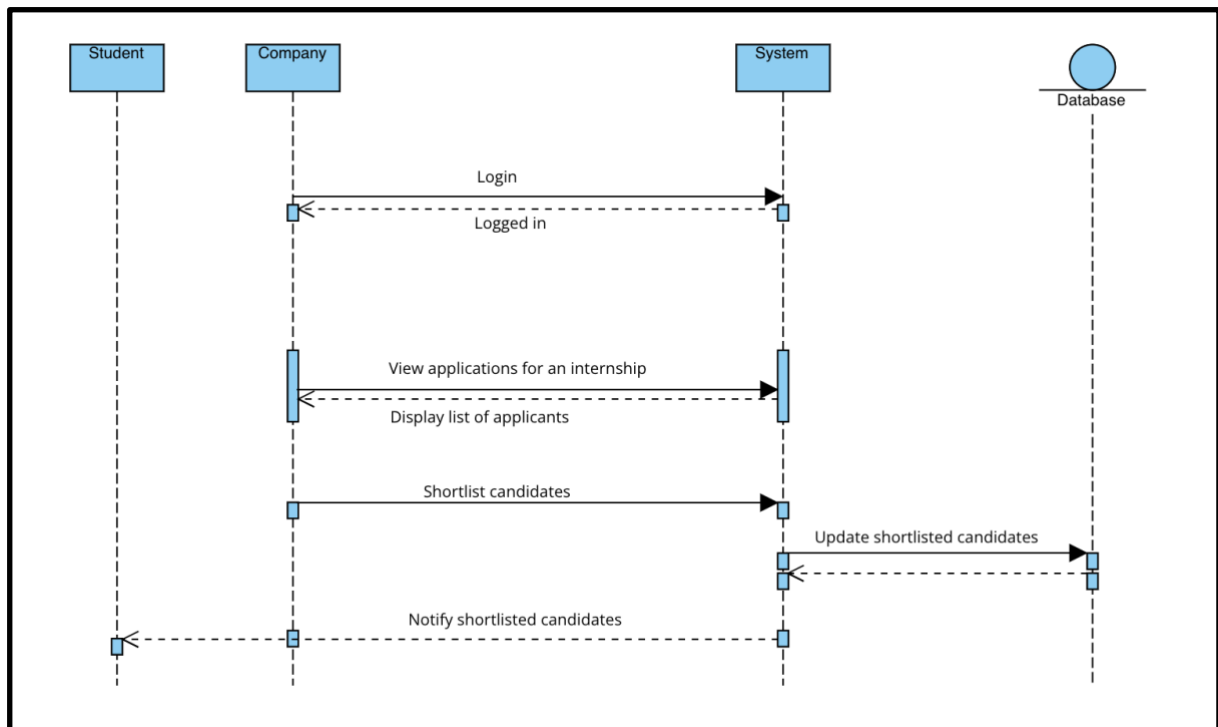 Student
Company
System
Database
Login
Logged in
View applications for an internship
Display list of applicants
Shortlist candidates
Update shortlisted candidates
Notify shortlisted candidates